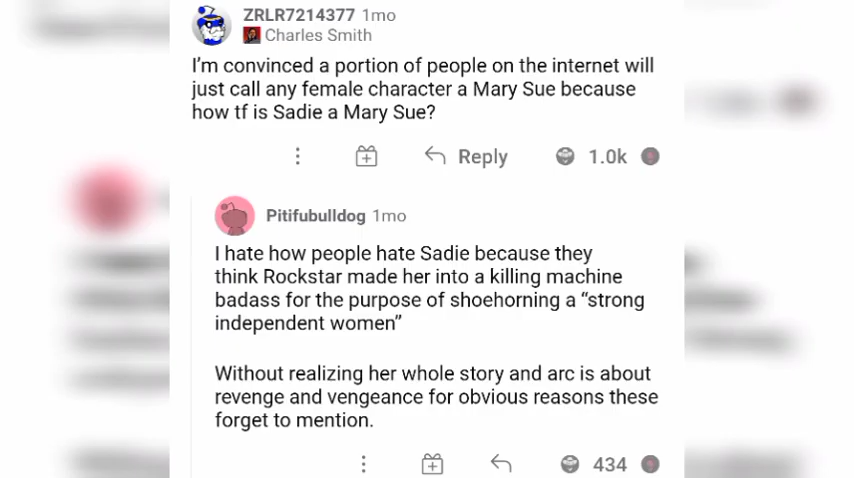 ZRLR7214377 1mo
Charles Smith
I'm convinced a portion of people on the internet will
just call any female character a Mary Sue because
how tf is Sadie a Mary Sue?
Reply 1.0k
Pitifubulldog 1mo
I hate how people hate Sadie because they
think Rockstar made her into a killing machine
badass for the purpose of shoehorning a “strong
independent women”
Without realizing her whole story and arc is about
revenge and vengeance for obvious reasons these
forget to mention.
434